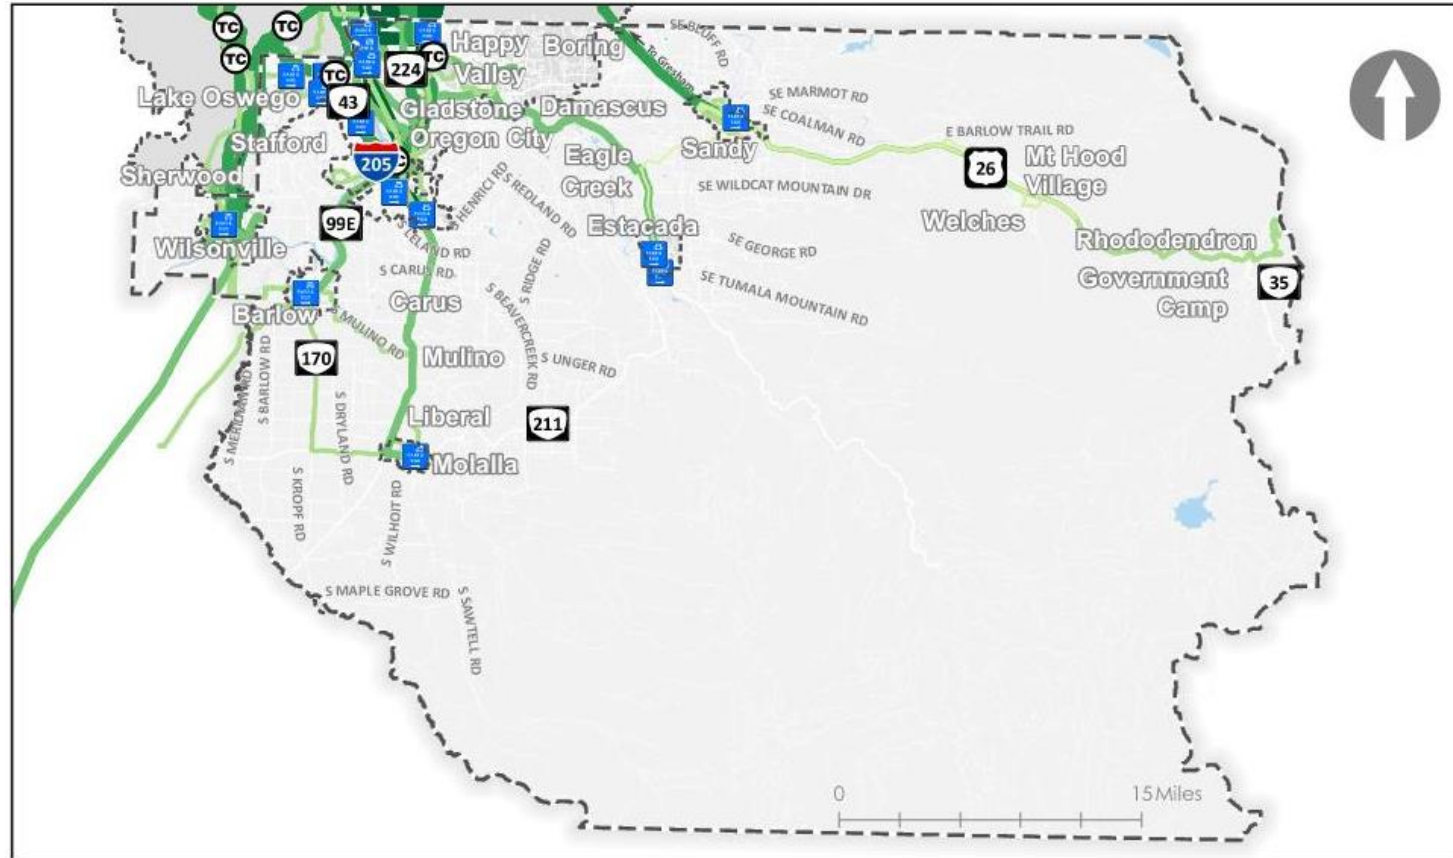 TC
TC
TC
TC
TC
224
43
205
99E
26
35
170
211
Happy
Valley
Boring
To Gresham
SE BLUFF RD
Lake Oswego
Gladstone
Damascus
SE MARMOT RD
SE COALMAN RD
Stafford
Oregon City
E BARLOW TRAIL RD
Sandy
Mt Hood
Village
Sherwood
Eagle
Creek
S HENRICI RD
S REDLAND RD
SE WILDCAT MOUNTAIN DR
Welches
Wilsonville
Estacada
S LELAND RD
SE GEORGE RD
Rhododendron
Government
Camp
S CARUS RD
S RIDGE RD
SE TUMALA MOUNTAIN RD
Barlow
Carus
S BEAVERCREEK RD
S MULINO RD
Mulino
S UNGER RD
S BARLOW RD
S MERIDIAN RD
S DRYLAND RD
Liberal
Molalla
S KROPF RD
S WILHOIT RD
S MAPLE GROVE RD
S SAWTELL RD
0
15 Miles